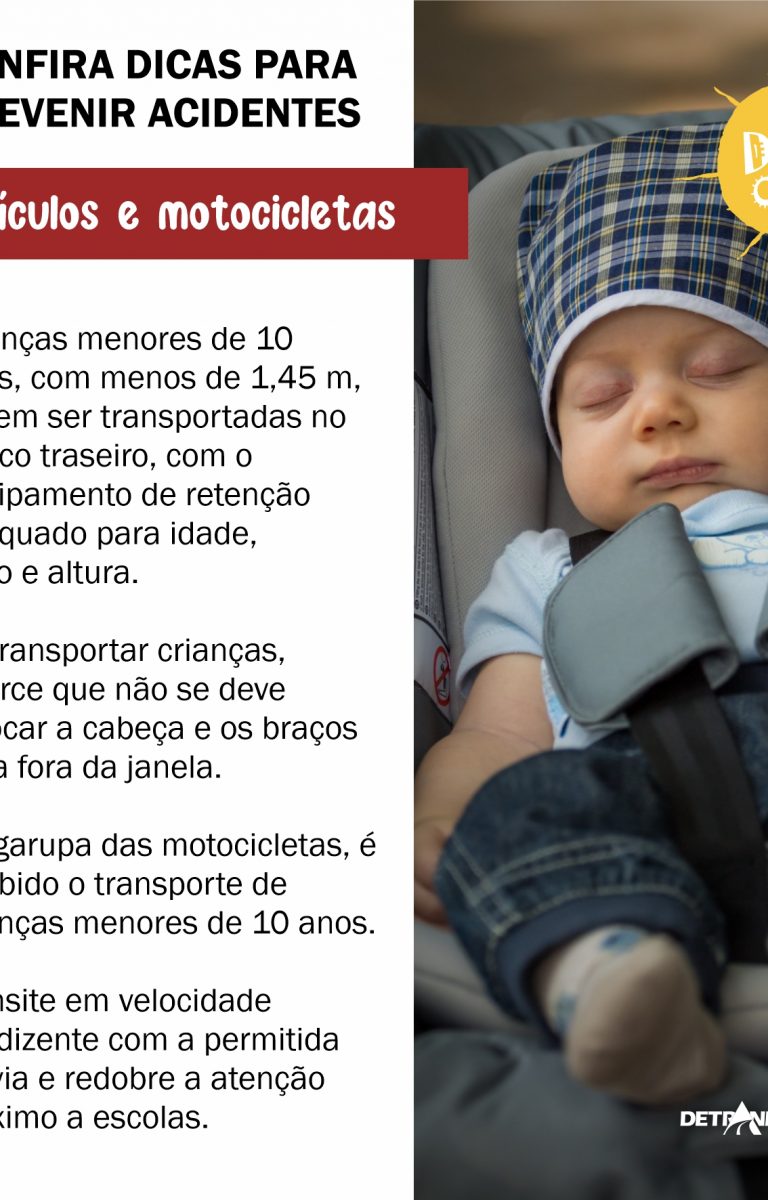 NFIRA DICAS PARA
EVENIR ACIDENTES
ículos e motocicletas
nças menores de 10
s, com menos de 1,45 m,
em ser transportadas no
co traseiro, com o
ipamento de retenção
quado para idade,
o e altura.
ransportar crianças,
rce que não se deve
ocar a cabeça e os braços
a fora da janela.
garupa das motocicletas, é
bido o transporte de
nças menores de 10 anos.
nsite em velocidade
dizente com a permitida
via e redobre a atenção
ximo a escolas.
DETRAN